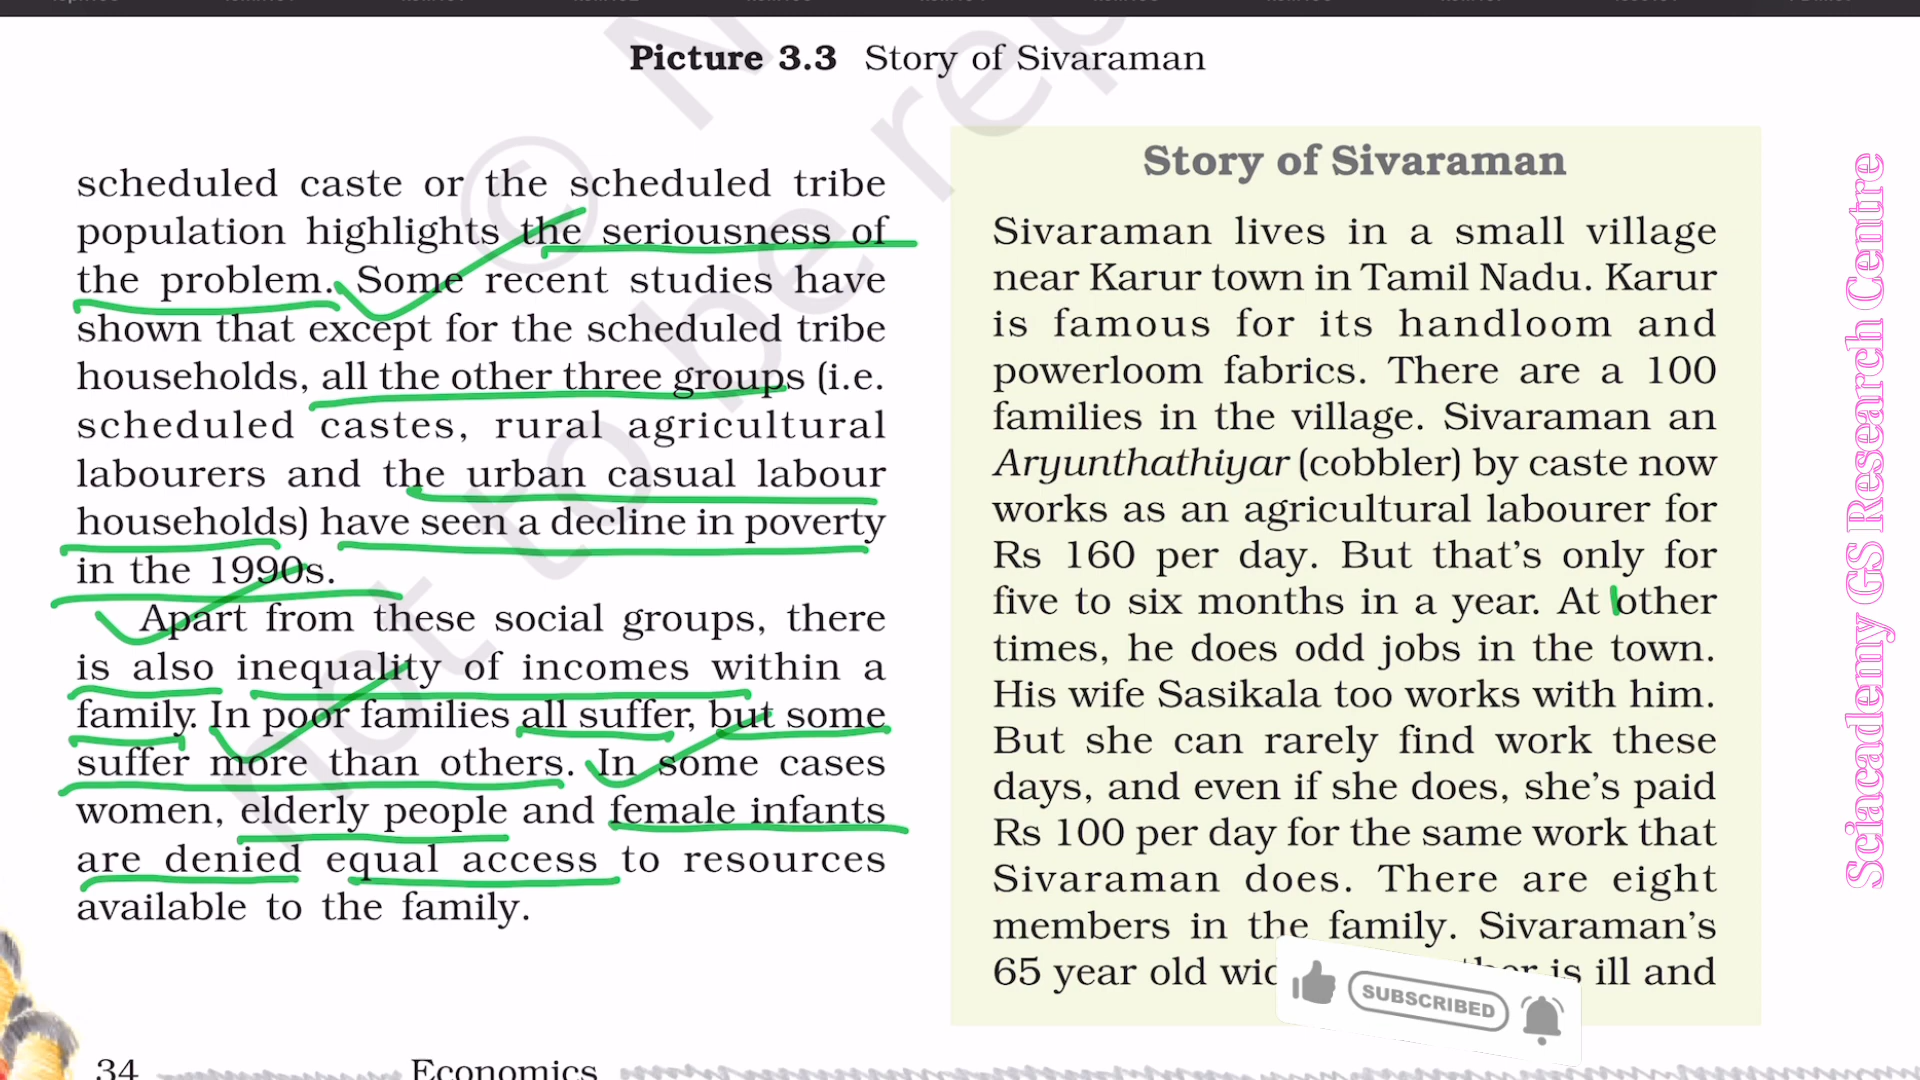 Picture 3.3 Story of Sivaraman
scheduled caste or the scheduled tribe
population highlights the seriousness of
the problem. Some recent studies have
shown that except for the scheduled tribe
households, all the other three groups (i.e.
scheduled castes, rural agricultural
labourers and the urban casual labour
households) have seen a decline in poverty
in the 1990s.
Apart from these social groups, there
is also inequality of incomes within a
family. In poor families all suffer, but some
suffer more than others. In some cases
women, elderly people and female infants
are denied equal access to resources
available to the family.
Story of Sivaraman
Sivaraman lives in a small village
near Karur town in Tamil Nadu. Karur
is famous for its handloom and
powerloom fabrics. There are a 100
families in the village. Sivaraman an
Aryunthathiyar (cobbler) by caste now
works as an agricultural labourer for
Rs 160 per day. But that's only for
five to six months in a year. At other
times, he does odd jobs in the town.
His wife Sasikala too works with him.
But she can rarely find work these
days, and even if she does, she's paid
Rs 100 per day for the same work that
Sivaraman does. There are eight
members in the family. Sivaraman's
65 year old is ill and
SUBSCRIBED
34 Economics
© N
not to be rep
Sciacademy GS Research Centre